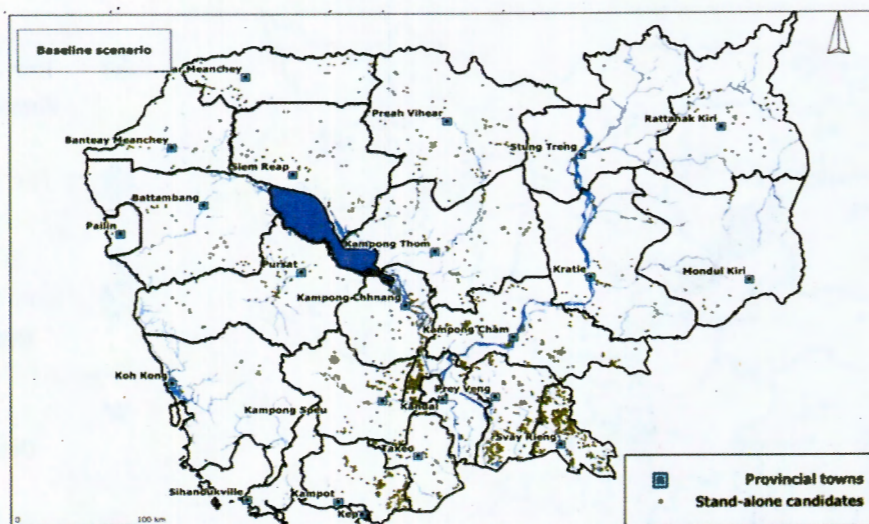 Baseline scenario
ar Meanchey
Preah Vihear
Rattanak Kiri
Banteay Meanchey
Stung Treng
Siem Reap
Battambang
Pailin
Kampong Thom
Pursat
Kratie
Mondul Kiri
Kampong Chhnang
Kampong Cham
Koh Kong
Prey Veng
Kampong Speu
Kandal
Svay Rieng
Takeo
Provincial towns
Sihanoukville
Kampot
Stand-alone candidates
Kep
0
100 km